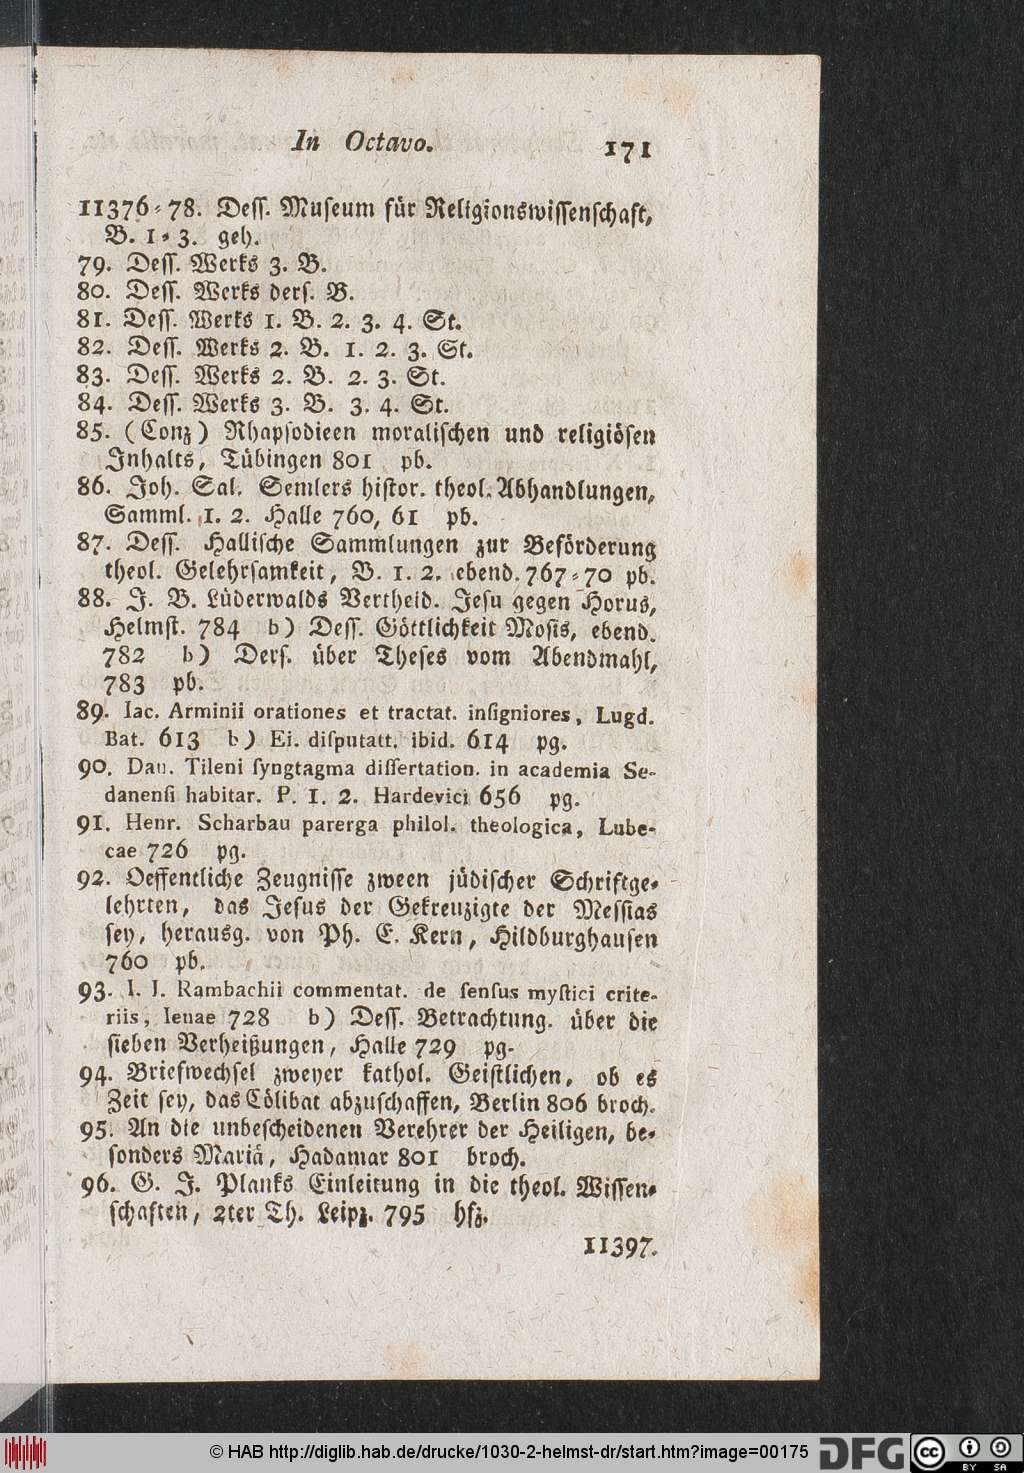 In Octavo. 171
11376-78. Dess. Museum für Religionswissenschaft,
B. 1-3. geh.
79. Dess. Werks 3. B.
80. Dess. Werks ders. B.
81. Dess. Werks 1. B. 2. 3. 4. St.
82. Dess. Werks 2. B. 1. 2. 3. St.
83. Dess. Werks 2. B. 2. 3. St.
84. Dess. Werks 3. B. 3. 4. St.
85. (Conz) Rhapsodieen moralischen und religiösen
Inhalts, Tübingen 801 pb.
86. Joh. Sal. Semlers histor. theol. Abhandlungen,
Samml. 1. 2. Halle 760, 61 pb.
87. Dess. Hallische Sammlungen zur Beförderung
theol. Gelehrsamkeit, B. 1. 2. ebend. 767-70 pb.
88. J. B. Lüderwalds Vertheid. Jesu gegen Horus,
Helmst. 784 b) Dess. Göttlichkeit Mosis, ebend.
782 b) Ders. über Theses vom Abendmahl,
783 pb.
89. Iac. Arminii orationes et tractat. inſigniores, Lugd.
Bat. 613 b) Ei. diſputatt. ibid. 614 pg.
90. Dan. Tileni ſyngtagma diſſertation. in academia Se-
danenſi habitar. P. 1. 2. Hardevici 656 pg.
91. Henr. Scharbau parerga philol. theologica, Lube-
cae 726 pg.
92. Oeffentliche Zeugnisse zween jüdischer Schriftge-
lehrten, das Jesus der Gekreuzigte der Messias
sey, herausg. von Ph. E. Kern, Hildburghausen
760 pb.
93. I. I. Rambachii commentat. de ſenſus myſtici crite-
riis, Ienae 728 b) Dess. Betrachtung. über die
sieben Verheißungen, Halle 729 pg.
94. Briefwechsel zweyer kathol. Geistlichen, ob es
Zeit sey, das Cölibat abzuschaffen, Berlin 806 broch.
95. An die unbescheidenen Verehrer der Heiligen, be-
sonders Mariä, Hadamar 801 broch.
96. G. J. Planks Einleitung in die theol. Wissen-
schaften, 2ter Th. Leipz. 795 hfz.
11397.
© HAB http://diglib.hab.de/drucke/1030-2-helmst-dr/start.htm?image=00175 DFG cc BY SA